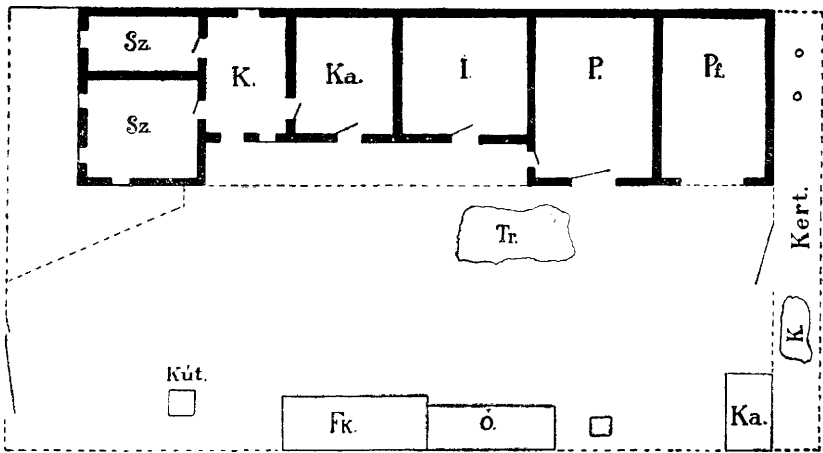 Sz.
K.
Ka.
I.
P.
Pf.
Sz.
Tr.
Kert.
K.
Kút.
Fk.
Ó.
Ka.